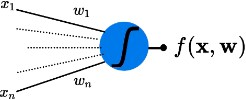 x₁
w₁
f(x, w)
wₙ
xₙ